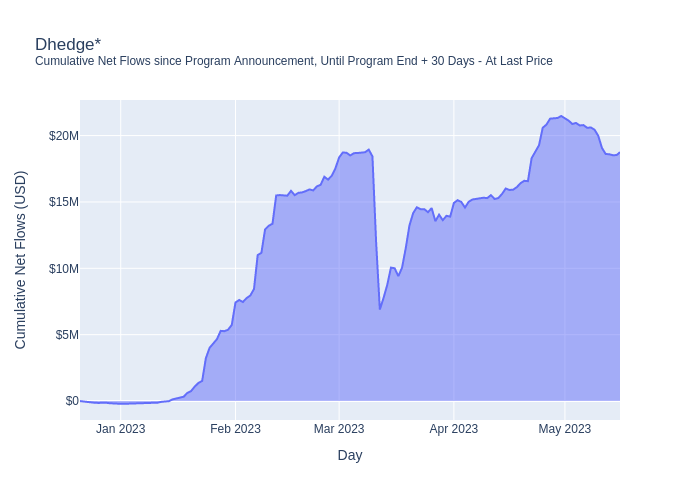 Dhedge*
Cumulative Net Flows since Program Announcement, Until Program End + 30 Days - At Last Price
Cumulative Net Flows (USD)
$20M
$15M
$10M
$5M
$0
Jan 2023
Feb 2023
Mar 2023
Apr 2023
May 2023
Day